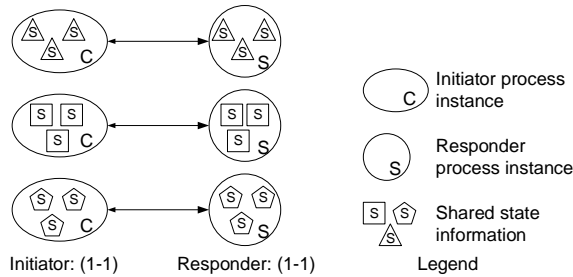 S S S C S S S S
Initiator process
instance
C
S S S C S S S S
Responder
process instance
S
S S S C S S S S
Shared state
information
S S S
Initiator: (1-1) Responder: (1-1) Legend